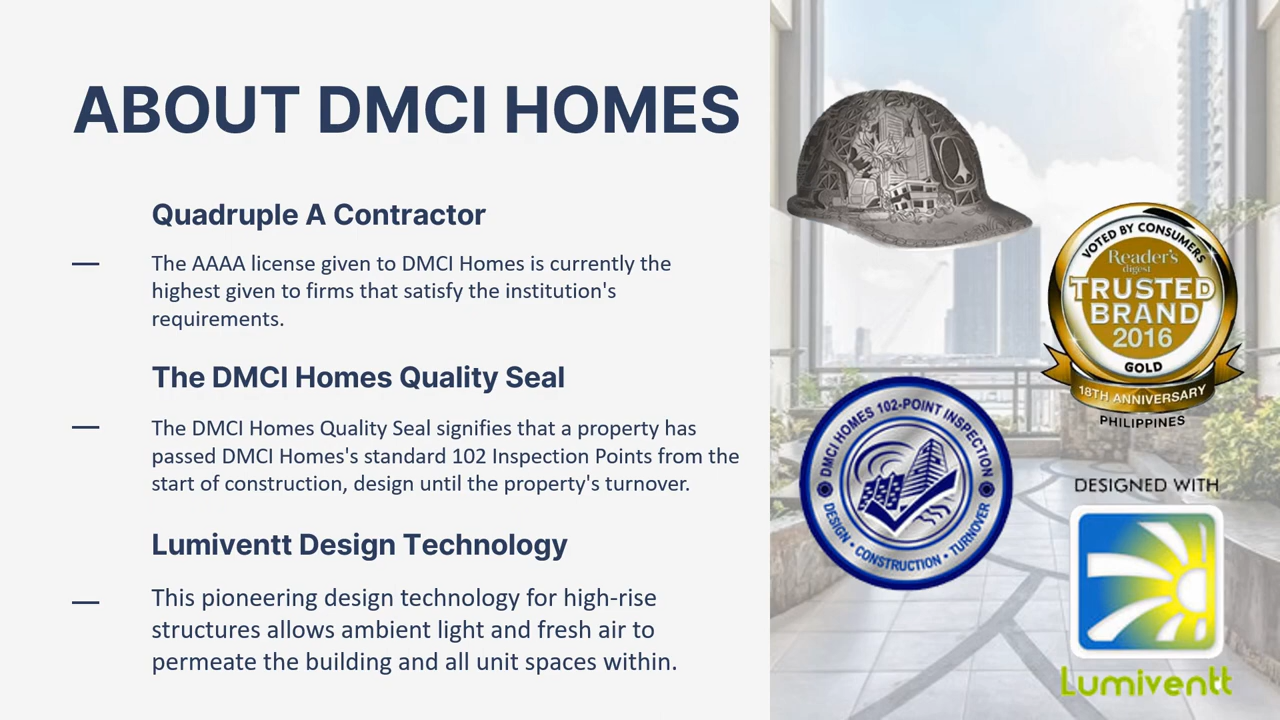 ABOUT DMCI HOMES
Quadruple A Contractor
The AAAA license given to DMCI Homes is currently the
highest given to firms that satisfy the institution's
requirements.
The DMCI Homes Quality Seal
The DMCI Homes Quality Seal signifies that a property has
passed DMCI Homes's standard 102 Inspection Points from the
start of construction, design until the property's turnover.
Lumiventt Design Technology
This pioneering design technology for high-rise
structures allows ambient light and fresh air to
permeate the building and all unit spaces within.
VOTED BY CONSUMERS
Reader's
digest
TRUSTED
BRAND
2016
GOLD
18TH ANNIVERSARY
PHILIPPINES
DMCI HOMES 102-POINT INSPECTION
DESIGN • CONSTRUCTION • TURNOVER
DESIGNED WITH
Lumiventt